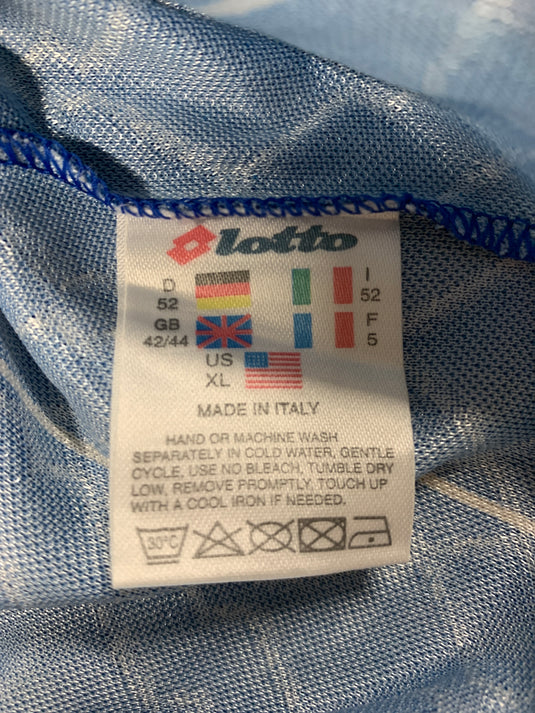 lotto
D I
52 52
GB F
42/44 5
US
XL
MADE IN ITALY
HAND OR MACHINE WASH
SEPARATELY IN COLD WATER, GENTLE
CYCLE, USE NO BLEACH, TUMBLE DRY
LOW, REMOVE PROMPTLY, TOUCH UP
WITH A COOL IRON IF NEEDED.
30°C